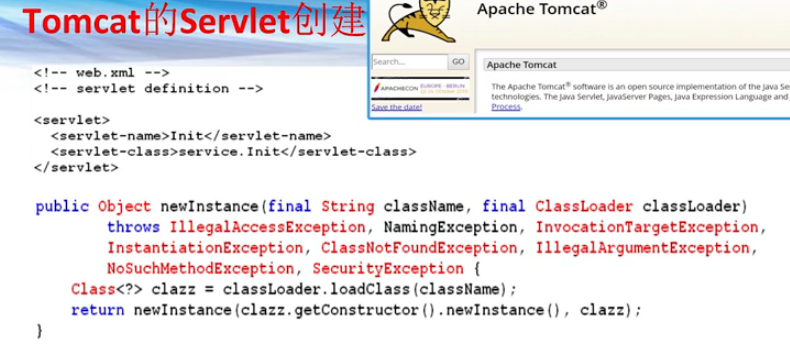 Tomcat的Servlet创建
Apache Tomcat®
Search...
GO
APACHECON EUROPE BERLIN
Save the date!
Apache Tomcat
The Apache Tomcat® software is an open source implementation of the Java Se
technologies. The Java Servlet, JavaServer Pages, Java Expression Language and
Process.
<!-- web.xml -->
<!-- servlet definition -->
<servlet>
<servlet-name>Init</servlet-name>
<servlet-class>service.Init</servlet-class>
</servlet>
public Object newInstance(final String className, final ClassLoader classLoader)
throws IllegalAccessException, NamingException, InvocationTargetException,
InstantiationException, ClassNotFoundException, IllegalArgumentException,
NoSuchMethodException, SecurityException {
Class<?> clazz = classLoader.loadClass(className);
return newInstance(clazz.getConstructor().newInstance(), clazz);
}